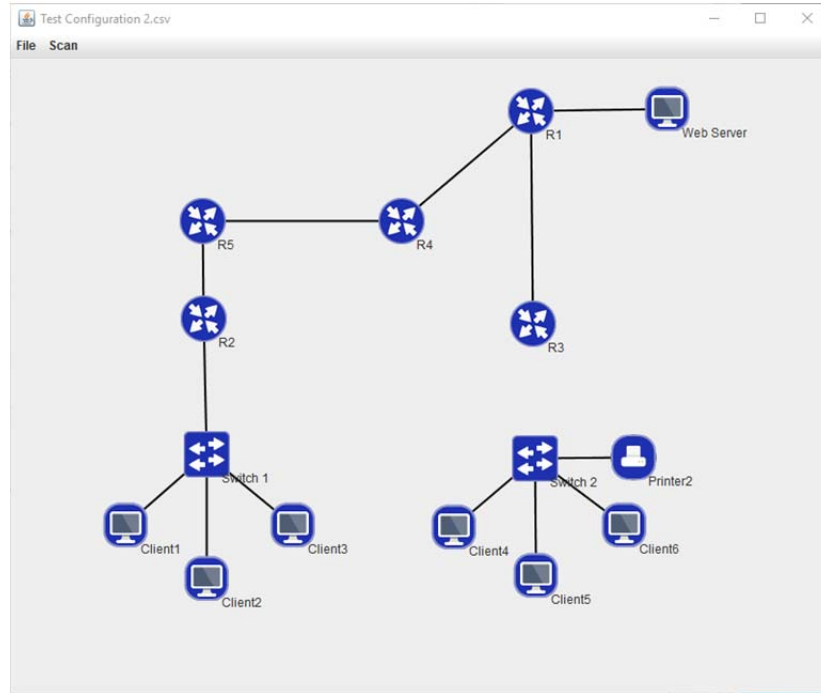 Test Configuration 2.csv
File Scan
R1
Web Server
R5
R4
R2
R3
Switch 1
Switch 2
Printer2
Client1
Client3
Client4
Client6
Client2
Client5